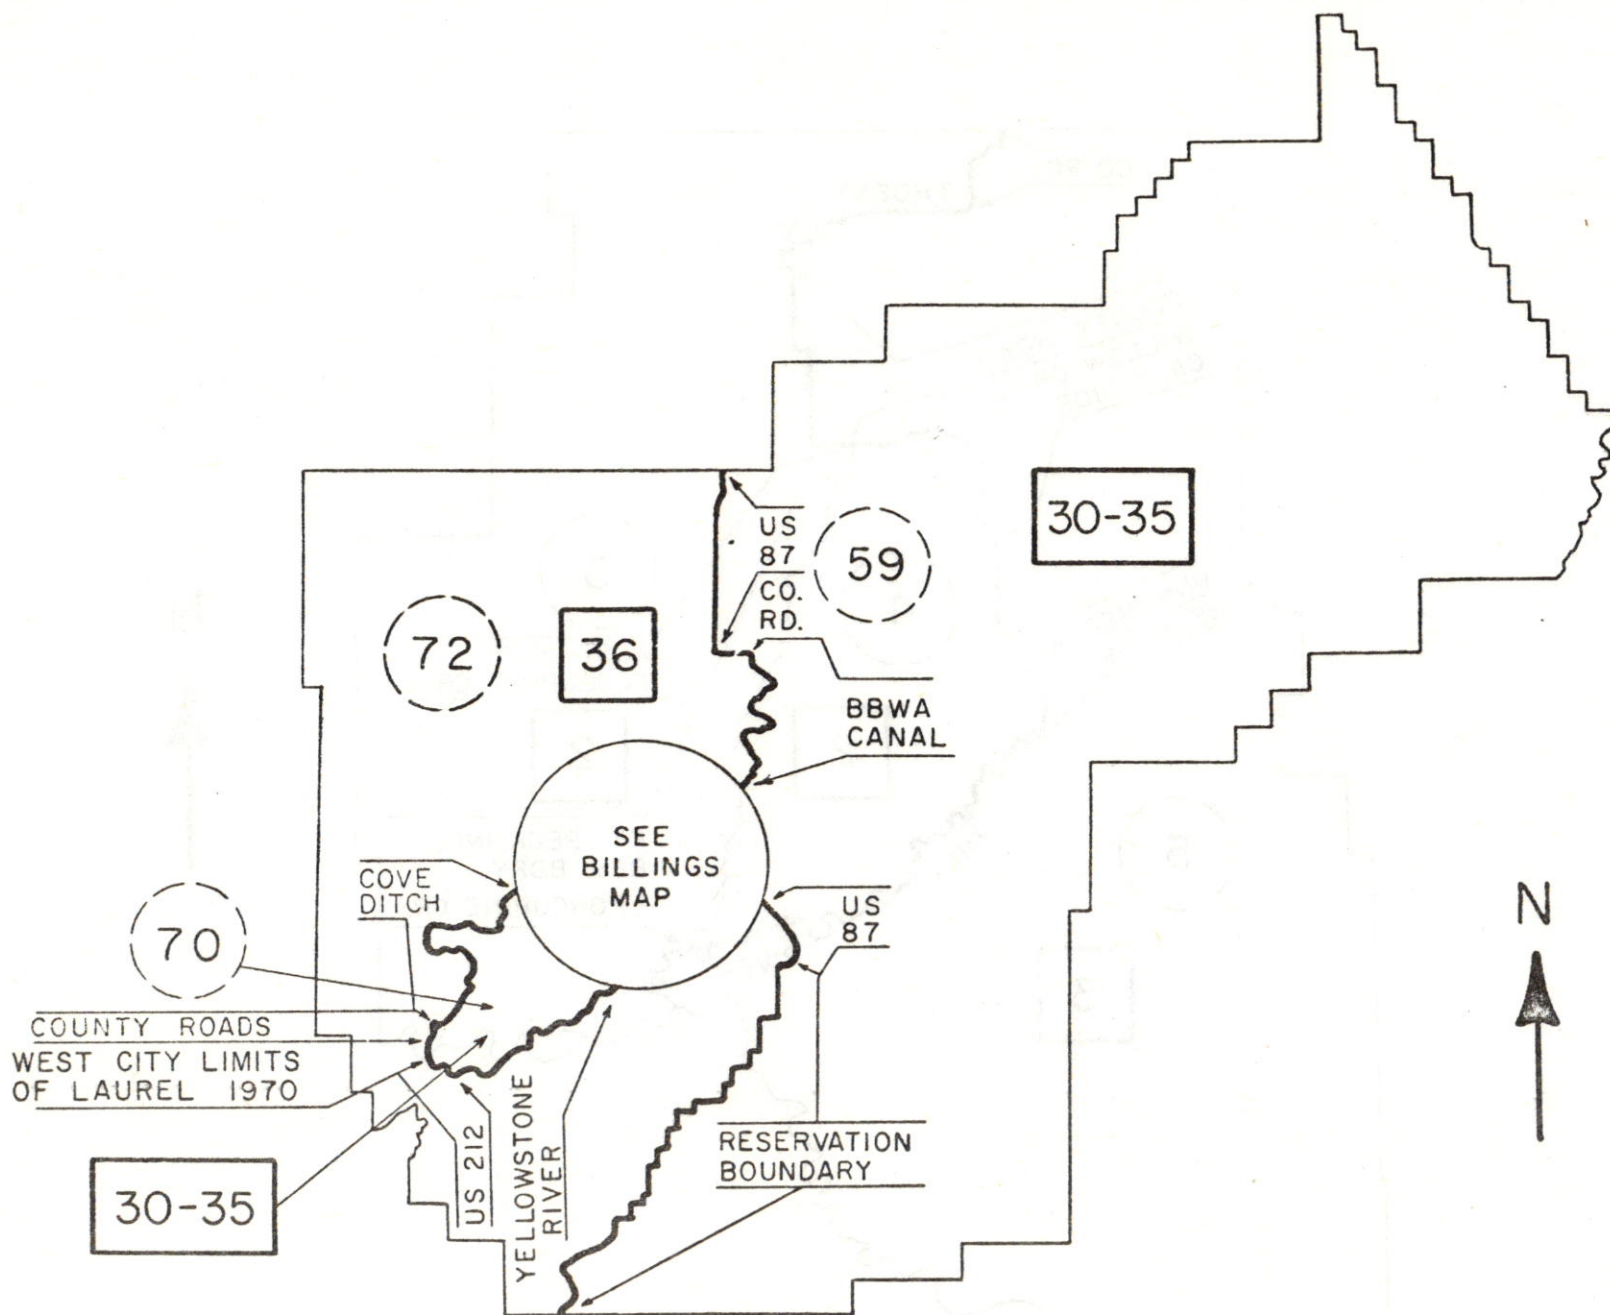 US
87
CO.
RD.
59
30-35
72
36
BBWA
CANAL
SEE
BILLINGS
MAP
COVE
DITCH
US
87
70
N
COUNTY ROADS
WEST CITY LIMITS
OF LAUREL 1970
US 212
YELLOWSTONE
RIVER
RESERVATION
BOUNDARY
30-35